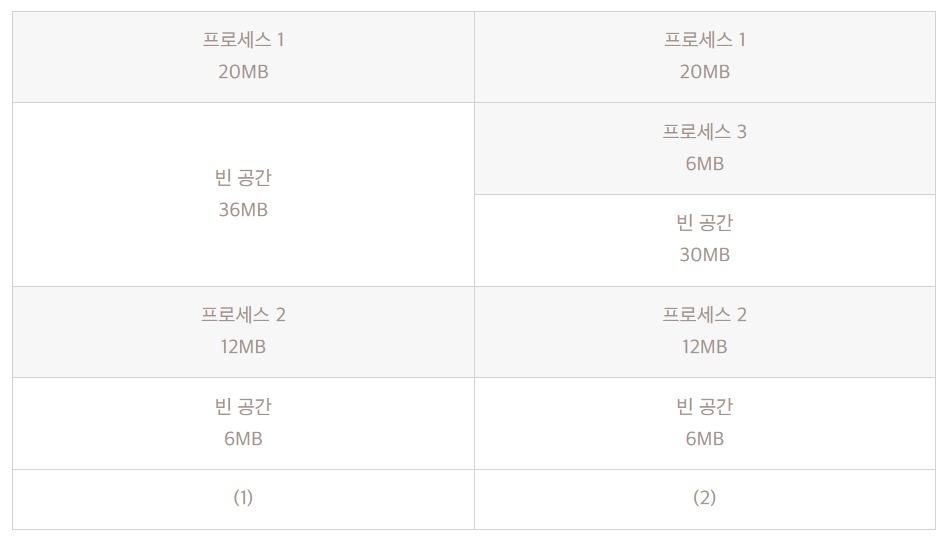 프로세스 1
20MB
프로세스 1
20MB
빈 공간
36MB
프로세스 3
6MB
빈 공간
30MB
프로세스 2
12MB
프로세스 2
12MB
빈 공간
6MB
빈 공간
6MB
(1)
(2)